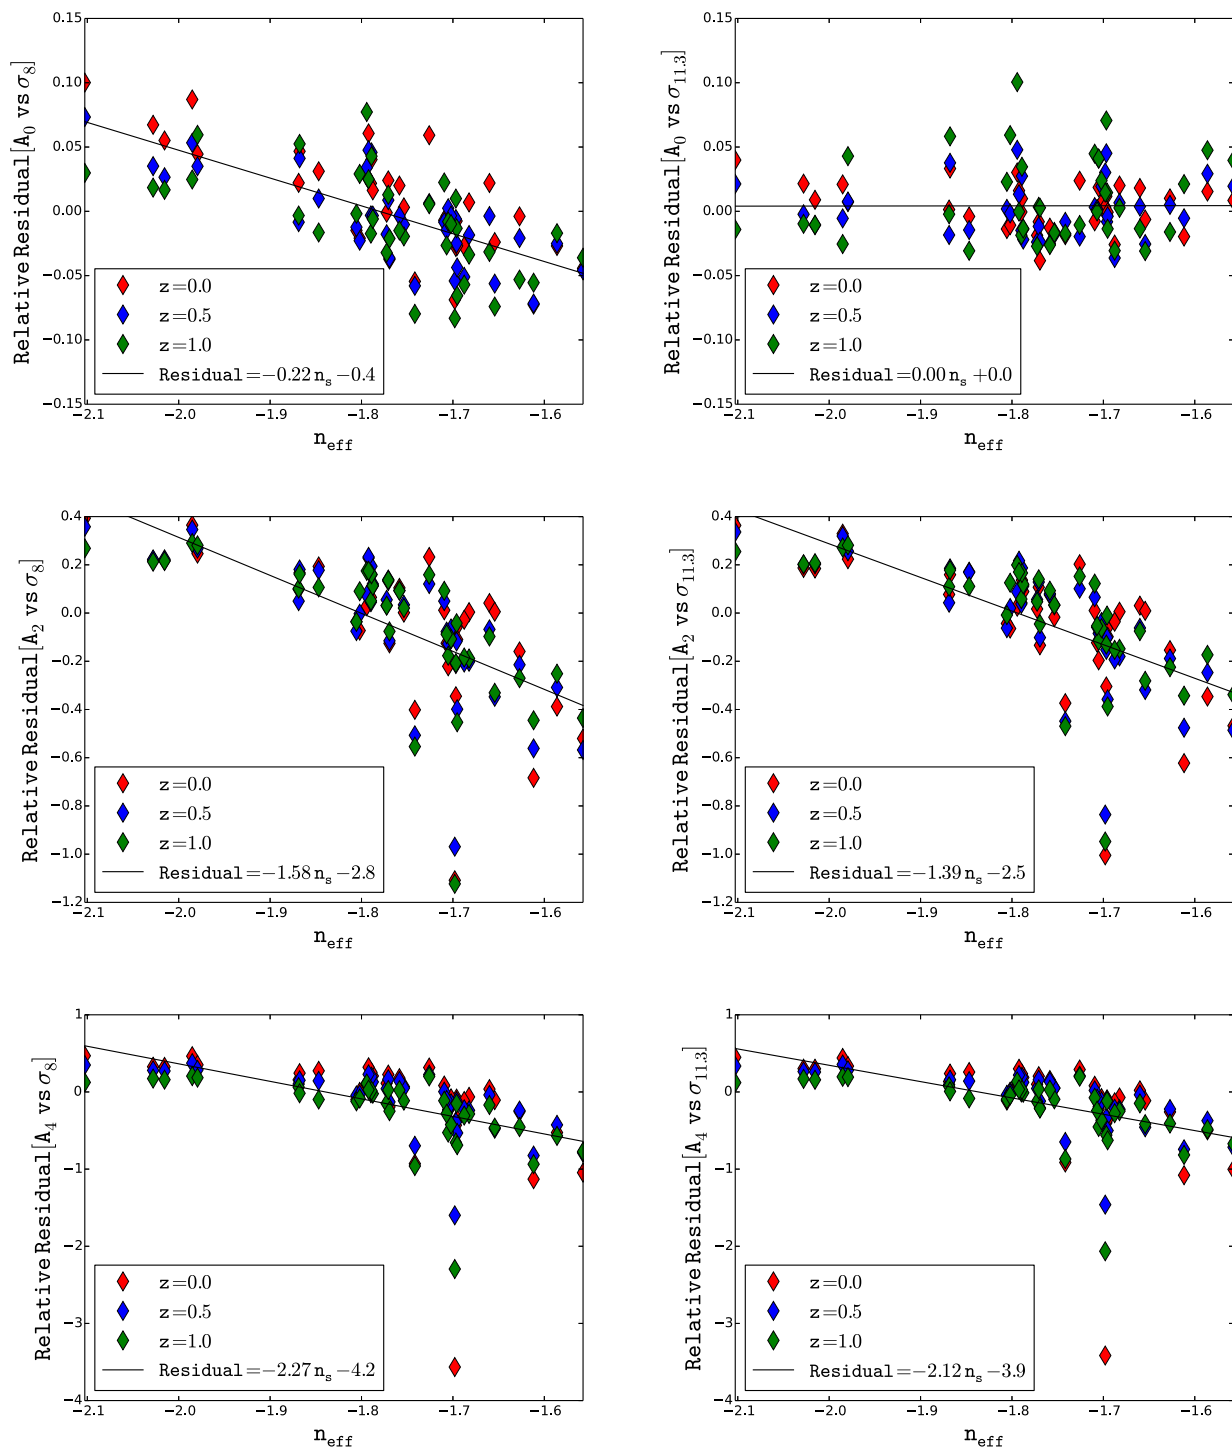 Relative Residual[A₀ vs σ₈]
0.15
0.10
0.05
0.00
−0.05
−0.10
−0.15
z=0.0
z=0.5
z=1.0
Residual=−0.22 nₛ −0.4
−2.1 −2.0 −1.9 −1.8 −1.7 −1.6
n_eff
Relative Residual[A₀ vs σ₁₁.₃]
0.15
0.10
0.05
0.00
−0.05
−0.10
−0.15
z=0.0
z=0.5
z=1.0
Residual=0.00 nₛ +0.0
−2.1 −2.0 −1.9 −1.8 −1.7 −1.6
n_eff
Relative Residual[A₂ vs σ₈]
0.4
0.2
0.0
−0.2
−0.4
−0.6
−0.8
−1.0
−1.2
z=0.0
z=0.5
z=1.0
Residual=−1.58 nₛ −2.8
−2.1 −2.0 −1.9 −1.8 −1.7 −1.6
n_eff
Relative Residual[A₂ vs σ₁₁.₃]
0.4
0.2
0.0
−0.2
−0.4
−0.6
−0.8
−1.0
−1.2
z=0.0
z=0.5
z=1.0
Residual=−1.39 nₛ −2.5
−2.1 −2.0 −1.9 −1.8 −1.7 −1.6
n_eff
Relative Residual[A₄ vs σ₈]
1
0
−1
−2
−3
−4
z=0.0
z=0.5
z=1.0
Residual=−2.27 nₛ −4.2
−2.1 −2.0 −1.9 −1.8 −1.7 −1.6
n_eff
Relative Residual[A₄ vs σ₁₁.₃]
1
0
−1
−2
−3
−4
z=0.0
z=0.5
z=1.0
Residual=−2.12 nₛ −3.9
−2.1 −2.0 −1.9 −1.8 −1.7 −1.6
n_eff